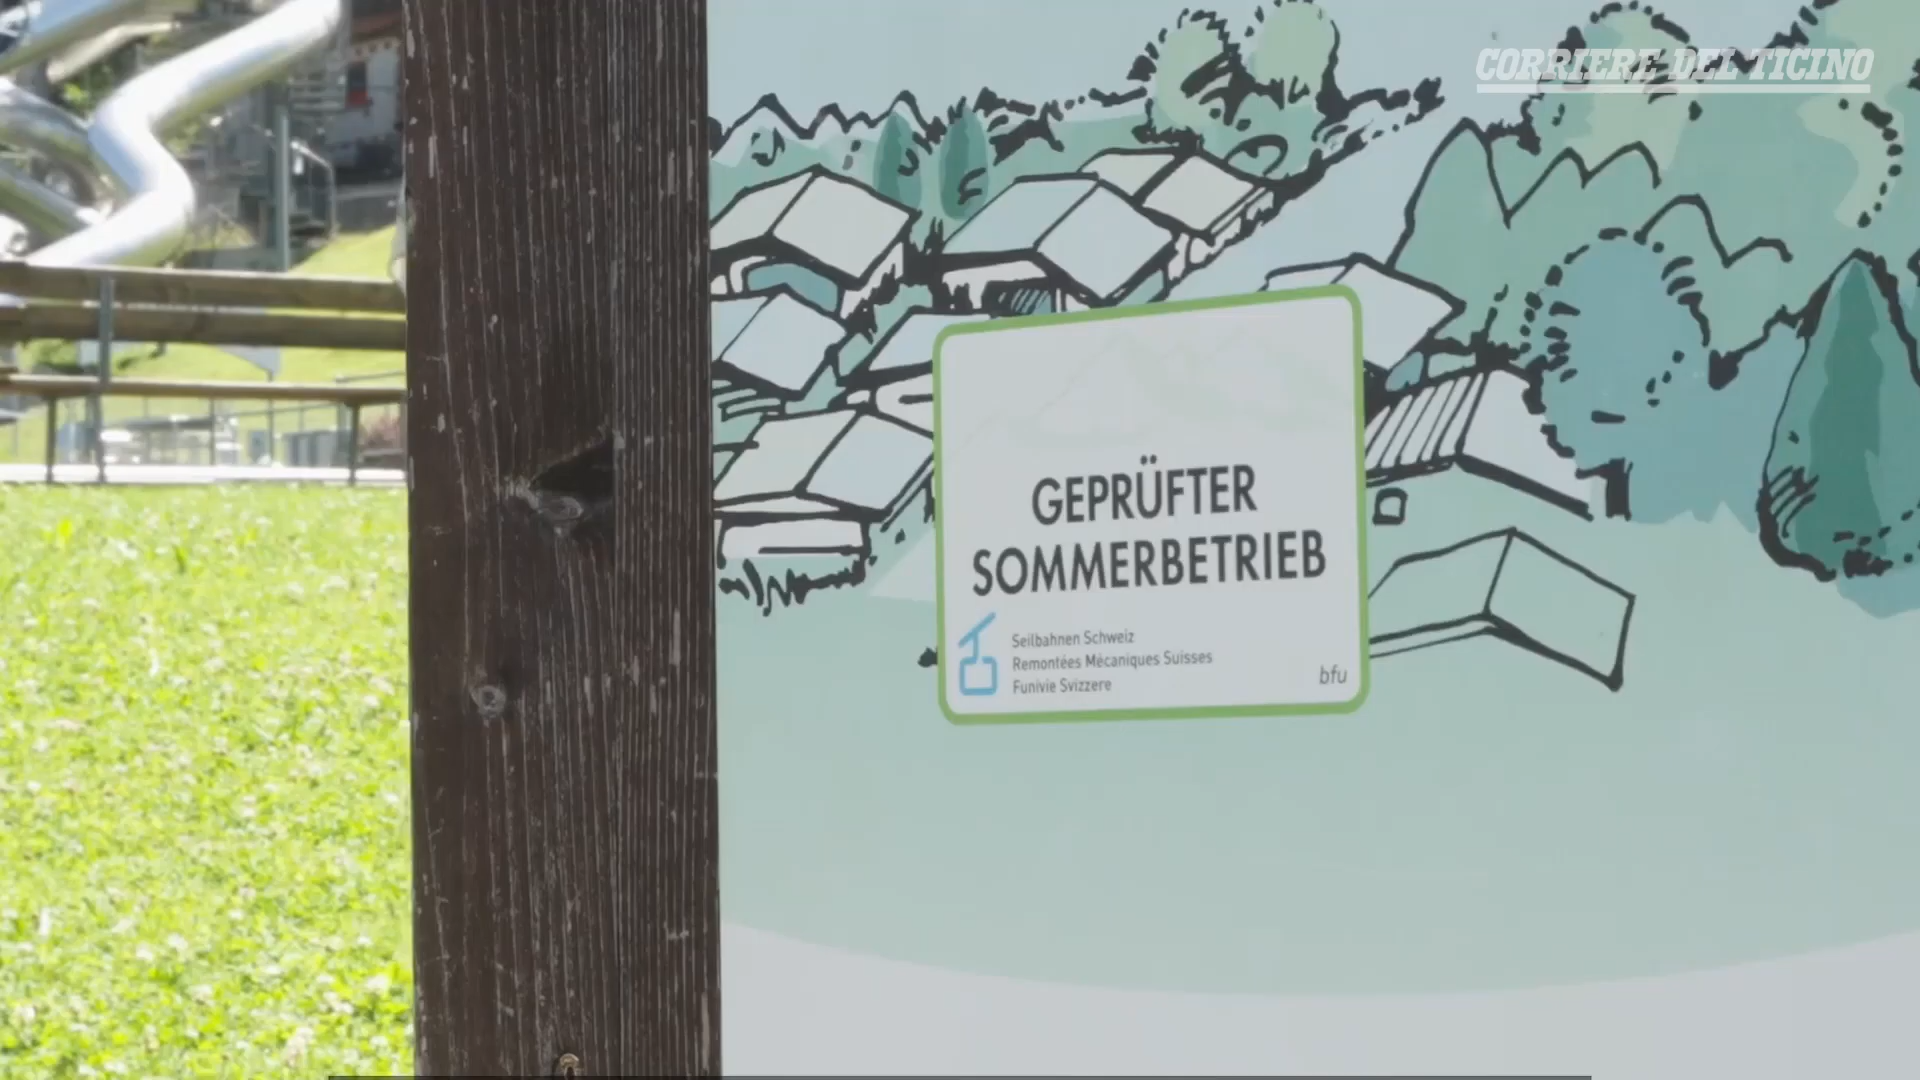 CORRIERE DEL TICINO
GEPRÜFTER
SOMMERBETRIEB
Seilbahnen Schweiz
Remontées Mécaniques Suisses
Funivie Svizzere
bfu